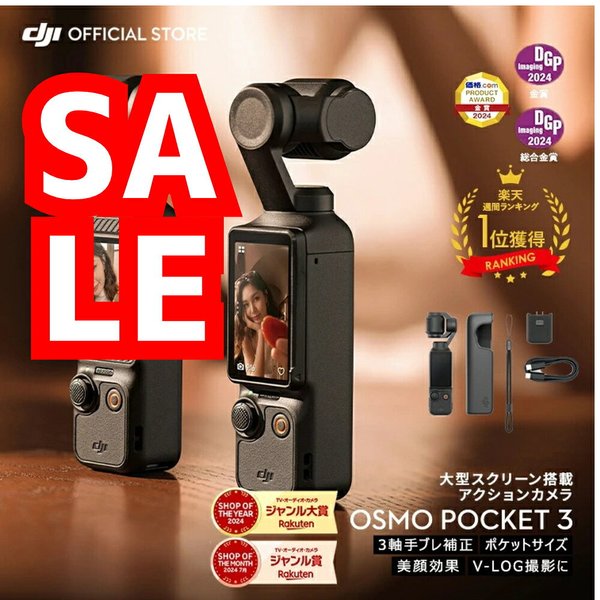 dji OFFICIAL STORE
SALE
価格.com
PRODUCT AWARD
金賞
2024
DGP
Imaging
2024
金賞
DGP
Imaging
2024
総合金賞
楽天
週間ランキング
1位獲得
RANKING
dji
dji
大型スクリーン搭載
アクションカメラ
OSMO POCKET 3
3軸手ブレ補正 ポケットサイズ
美顔効果 V-LOG撮影に
SHOP OF THE YEAR 2024
TV・オーディオ・カメラ
ジャンル大賞
Rakuten
SHOP OF THE MONTH 2024 7月
TV・オーディオ・カメラ
ジャンル賞
Rakuten